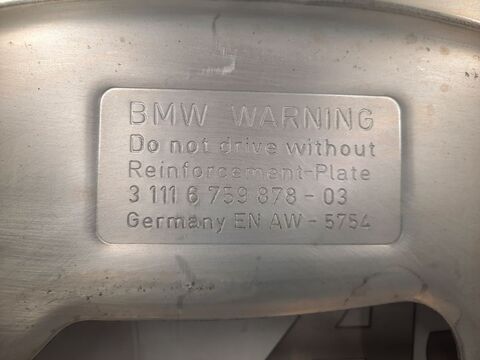 BMW WARNING
Do not drive without
Reinforcement-Plate
3 111 6 759 878 - 03
Germany EN AW - 5754